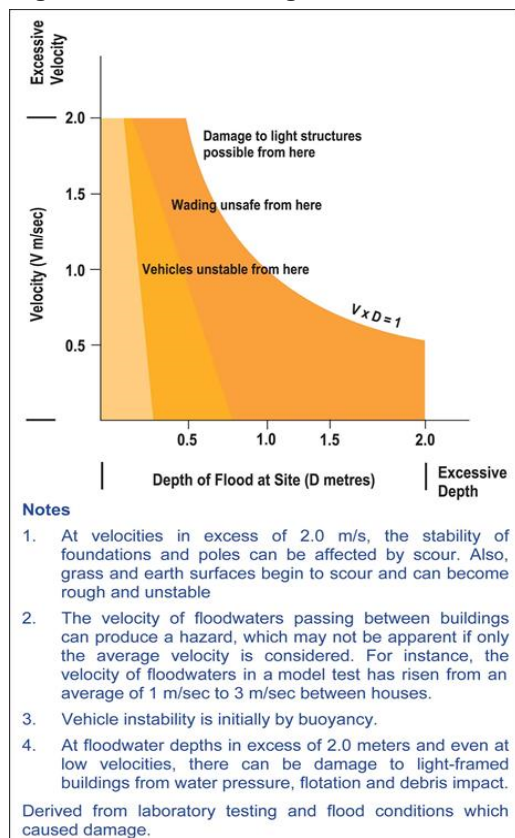 Excessive
Velocity
2.0
Damage to light structures
possible from here
1.5
Wading unsafe from here
Velocity (V m/sec)
1.0
Vehicles unstable from here
V x D = 1
0.5
0.5 1.0 1.5 2.0
Depth of Flood at Site (D metres)
Excessive
Depth
Notes
1. At velocities in excess of 2.0 m/s, the stability of
foundations and poles can be affected by scour. Also,
grass and earth surfaces begin to scour and can become
rough and unstable
2. The velocity of floodwaters passing between buildings
can produce a hazard, which may not be apparent if only
the average velocity is considered. For instance, the
velocity of floodwaters in a model test has risen from an
average of 1 m/sec to 3 m/sec between houses.
3. Vehicle instability is initially by buoyancy.
4. At floodwater depths in excess of 2.0 meters and even at
low velocities, there can be damage to light-framed
buildings from water pressure, flotation and debris impact.
Derived from laboratory testing and flood conditions which
caused damage.